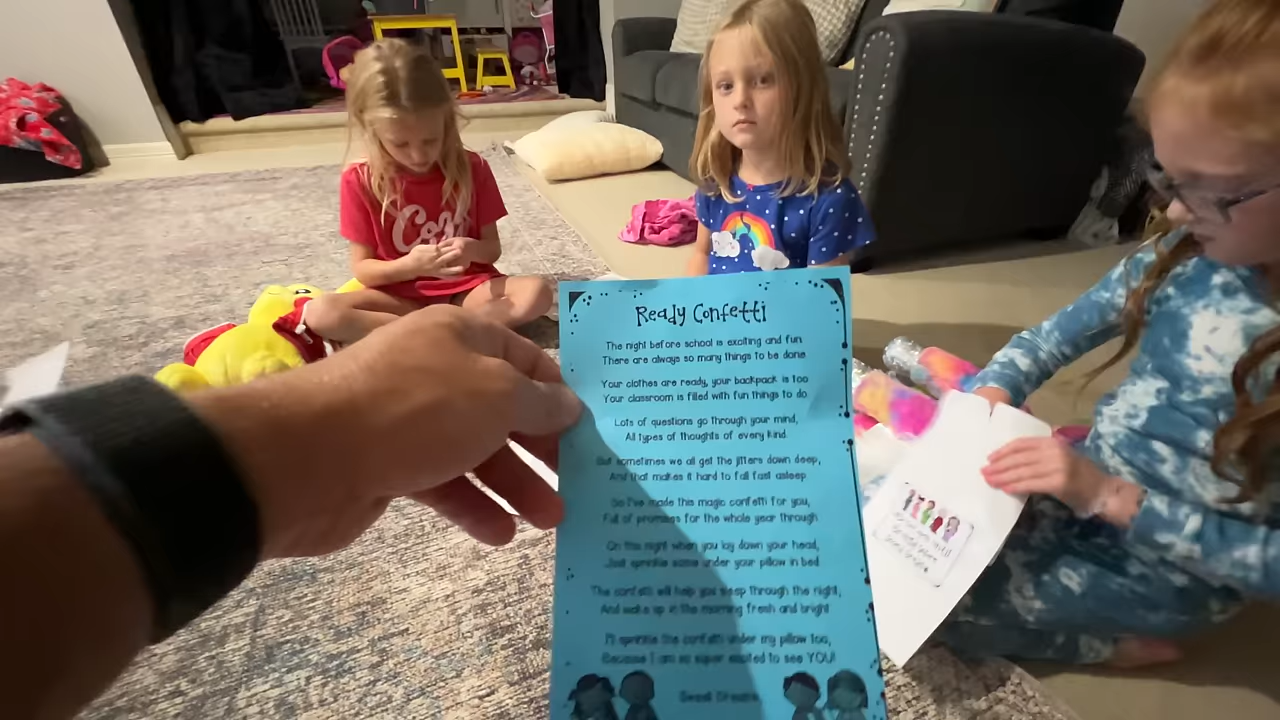 Ready Confetti
The night before school is exciting and fun
There are always so many things to be done.
Your clothes are ready, your backpack is too
Your classroom is filled with fun things to do.
Lots of questions go through your mind,
All types of thoughts of every kind.
But sometimes we all get the jitters down deep,
And that makes it hard to fall fast asleep
So I've made this magic confetti for you,
Full of promises for the whole year through
On this night when you lay down your head,
Just sprinkle some under your pillow in bed.
The confetti will help you sleep through the night,
And wake up in the morning fresh and bright
I'll sprinkle the confetti under my pillow too,
Because I am so super excited to see YOU!